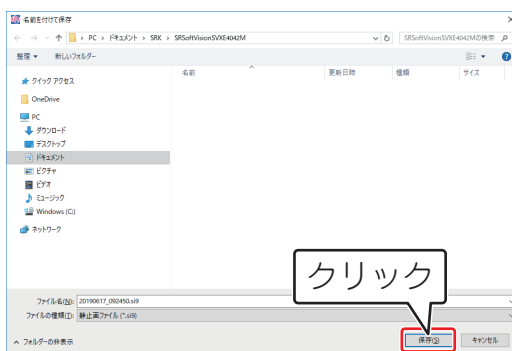 名前を付けて保存
PC > ドキュメント > SRK > SRSoftVisionSVXE4042M
SRSoftVisionSVXE4042Mの検索
整理 新しいフォルダー
名前 更新日時 種類 サイズ
クイック アクセス
OneDrive
PC
ダウンロード
デスクトップ
ドキュメント
ピクチャ
ビデオ
ミュージック
Windows (C:)
ネットワーク
クリック
ファイル名(N): 20190617_092450.si9
ファイルの種類(T): 静止画ファイル (*.si9)
フォルダーの非表示
保存(S) キャンセル